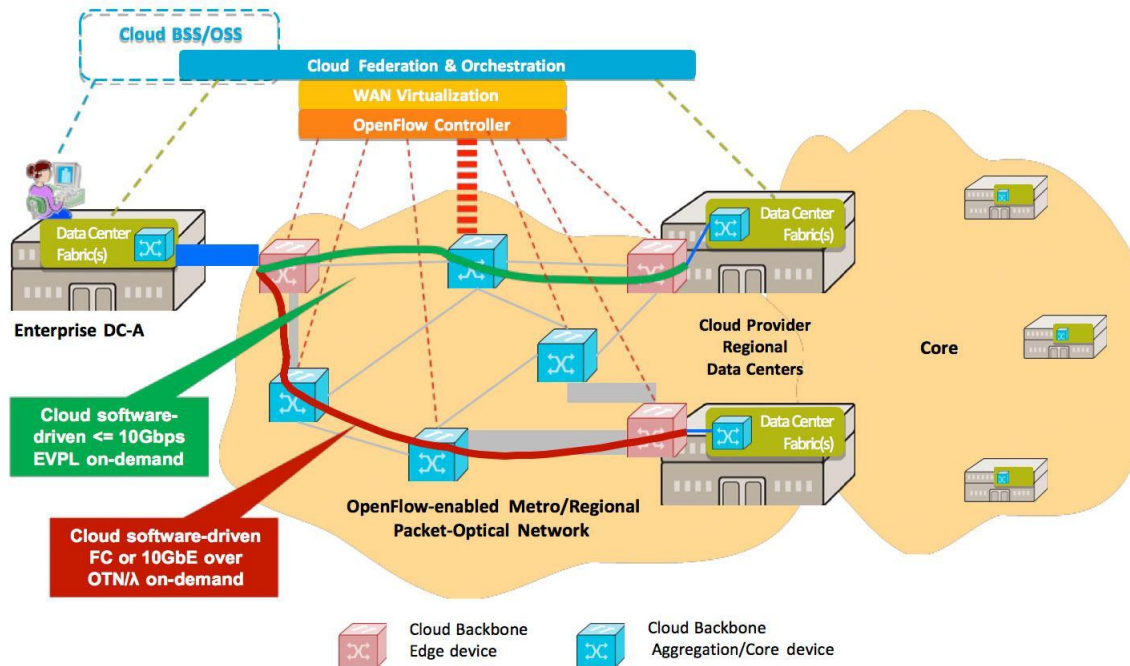 Cloud BSS/OSS
Cloud Federation & Orchestration
WAN Virtualization
OpenFlow Controller
Data Center
Fabric(s)
Data Center
Fabric(s)
Enterprise DC-A
Cloud Provider
Regional
Data Centers
Core
Cloud software-
driven <= 10Gbps
EVPL on-demand
Data Center
Fabric(s)
OpenFlow-enabled Metro/Regional
Packet-Optical Network
Cloud software-driven
FC or 10GbE over
OTN/λ on-demand
Cloud Backbone
Edge device
Cloud Backbone
Aggregation/Core device